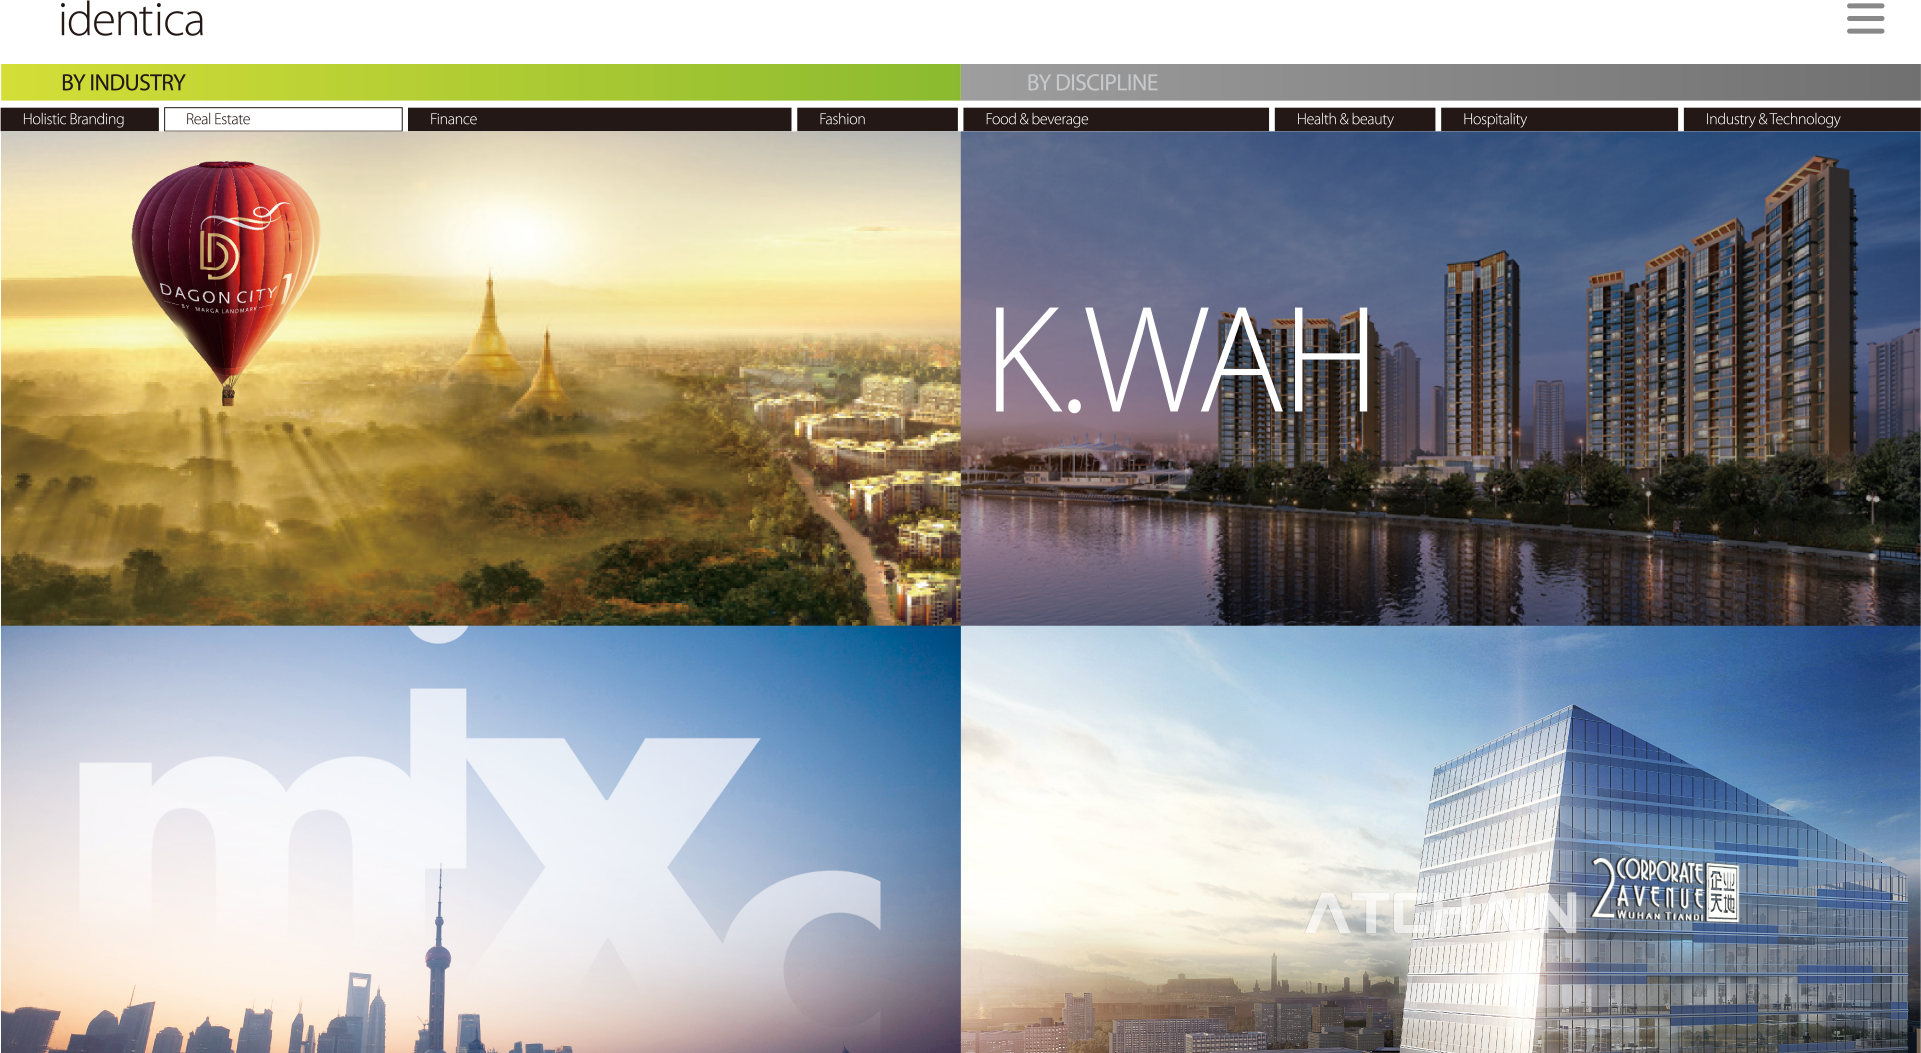 identica
BY INDUSTRY
BY DISCIPLINE
Holistic Branding
Real Estate
Finance
Fashion
Food & beverage
Health & beauty
Hospitality
Industry & Technology
D
DAGON CITY 1
BY MARGA LANDMARK
K.WAH
mixc
ATCHAIN
2 CORPORATE
AVENUE
WUHAN TIANDI
企业
天地